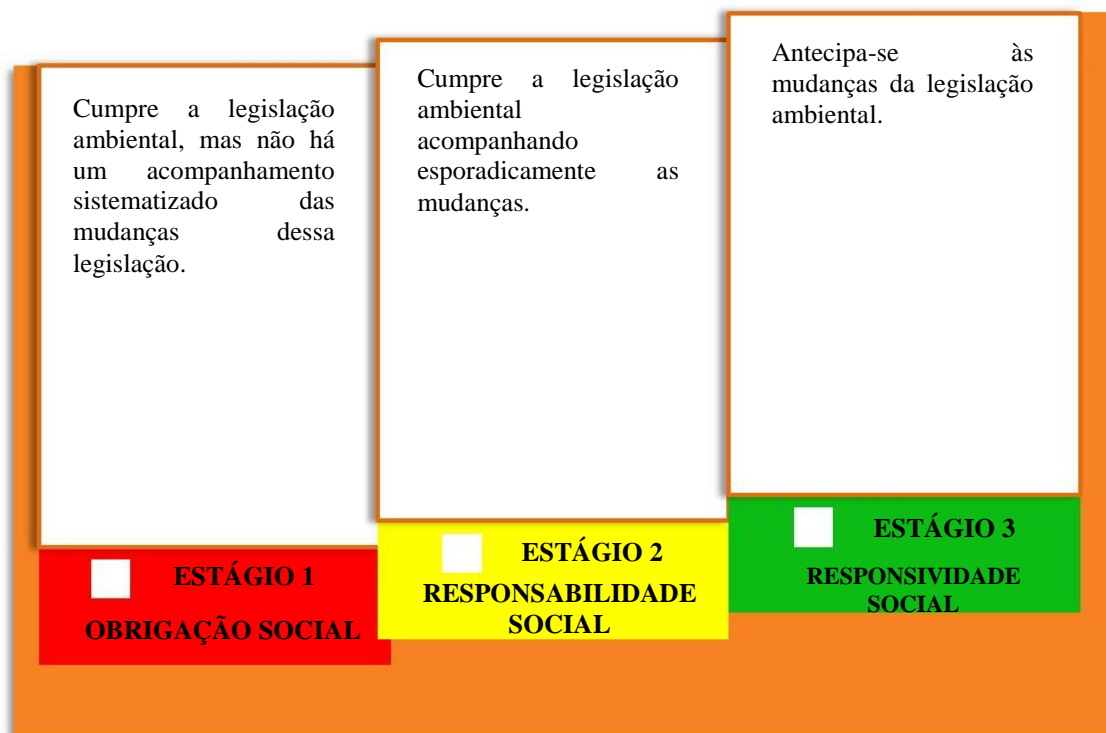 Cumpre a legislação
ambiental, mas não há
um acompanhamento
sistematizado das
mudanças dessa
legislação.
ESTÁGIO 1
OBRIGAÇÃO SOCIAL
Cumpre a legislação
ambiental
acompanhando
esporadicamente as
mudanças.
ESTÁGIO 2
RESPONSABILIDADE
SOCIAL
Antecipa-se às
mudanças da legislação
ambiental.
ESTÁGIO 3
RESPONSIVIDADE
SOCIAL